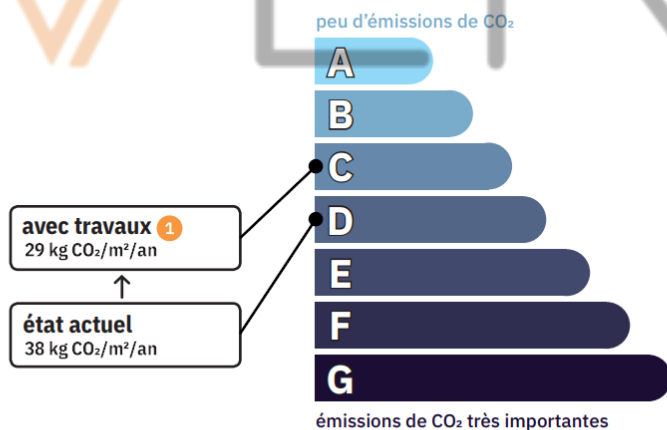 peu d'émissions de CO₂
A
B
C
avec travaux 1
29 kg CO₂/m²/an
D
E
état actuel
38 kg CO₂/m²/an
F
G
émissions de CO₂ très importantes